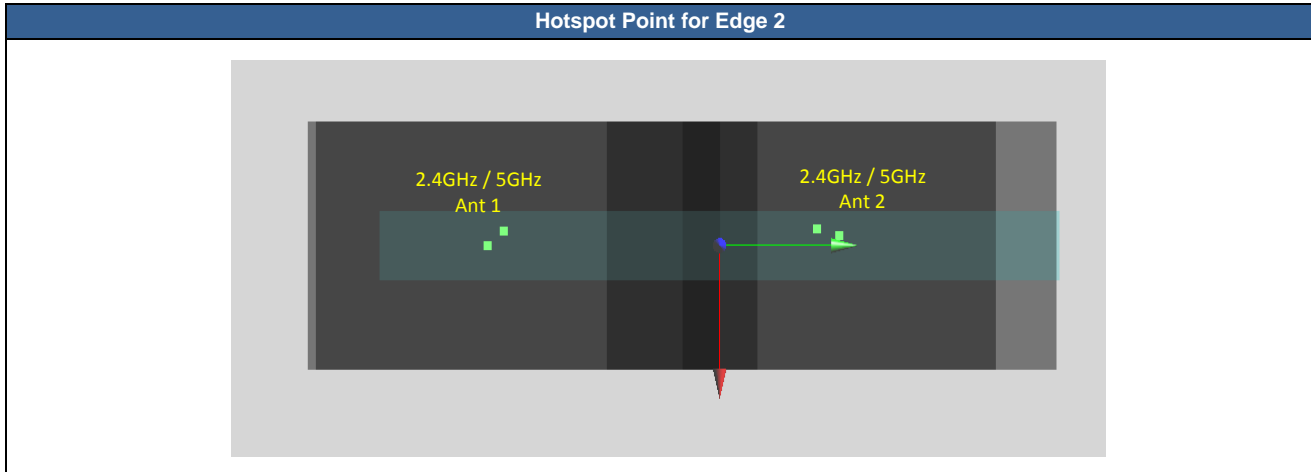 Hotspot Point for Edge 2
2.4GHz / 5GHz
Ant 1
2.4GHz / 5GHz
Ant 2